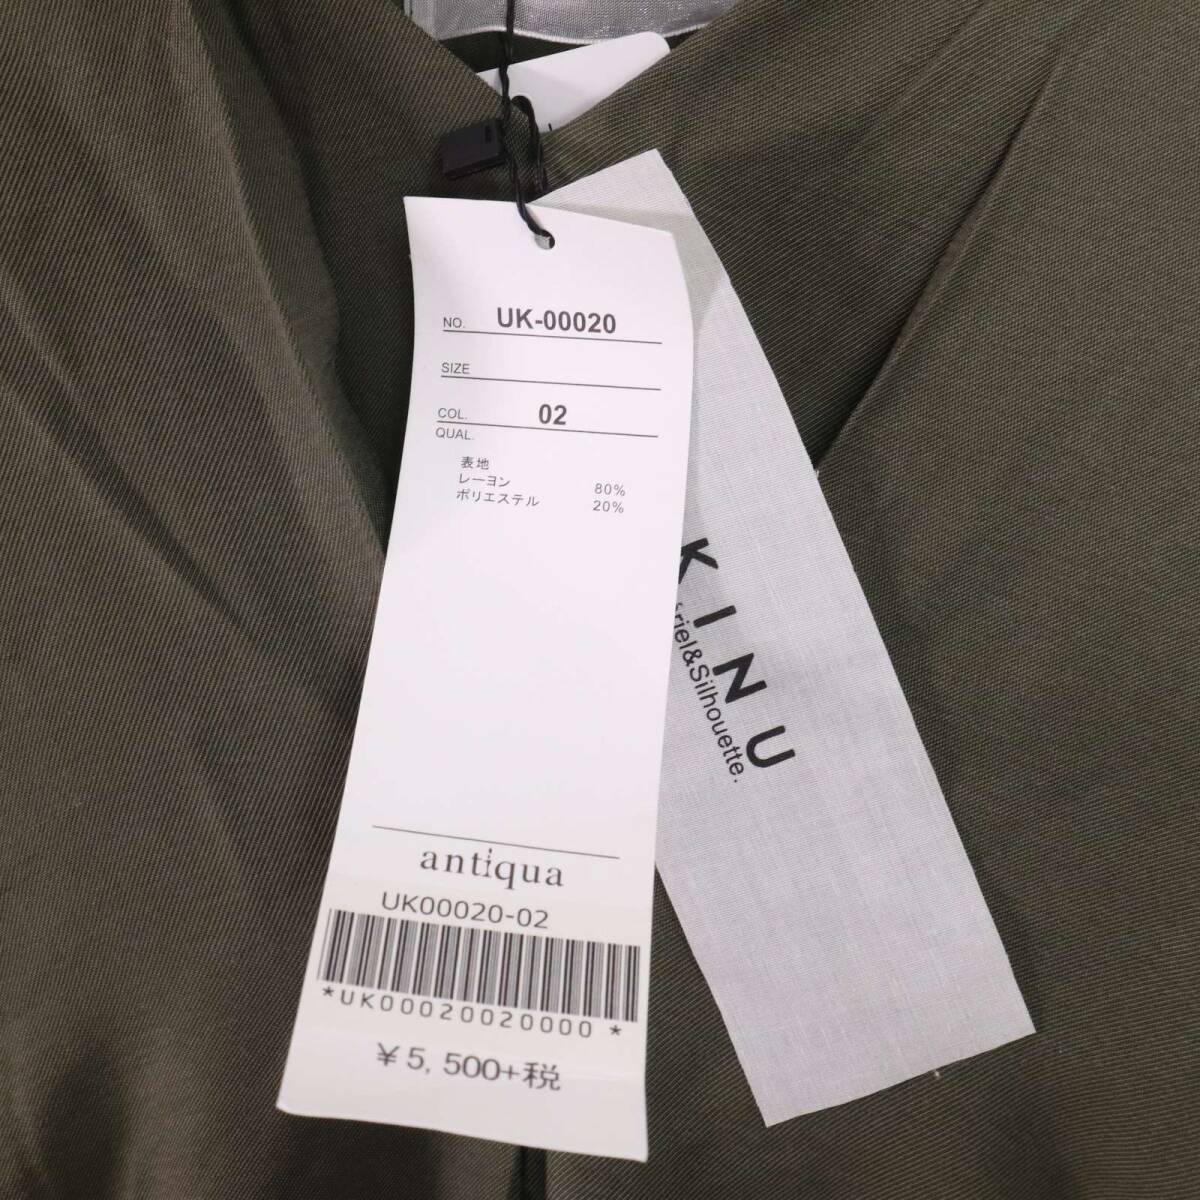 NO. UK-00020
SIZE
COL. 02
QUAL.
表地
レーヨン 80%
ポリエステル 20%
antiqua
UK00020-02
*UK00020020000*
¥5,500+税
KINU
riel&Silhouette.